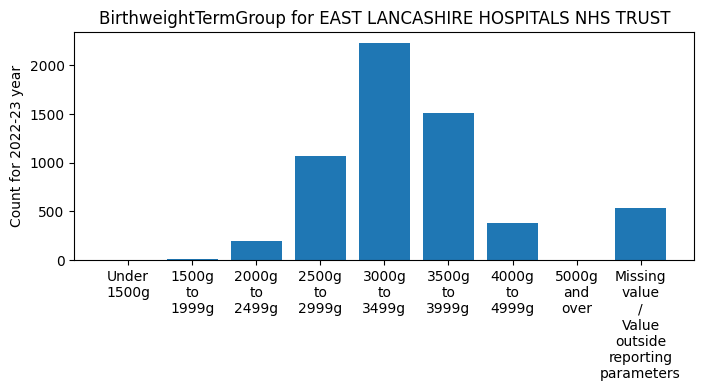 BirthweightTermGroup for EAST LANCASHIRE HOSPITALS NHS TRUST
Count for 2022-23 year
2000
1500
1000
500
0
Under
1500g
1500g
to
1999g
2000g
to
2499g
2500g
to
2999g
3000g
to
3499g
3500g
to
3999g
4000g
to
4999g
5000g
and
over
Missing
value
/
Value
outside
reporting
parameters